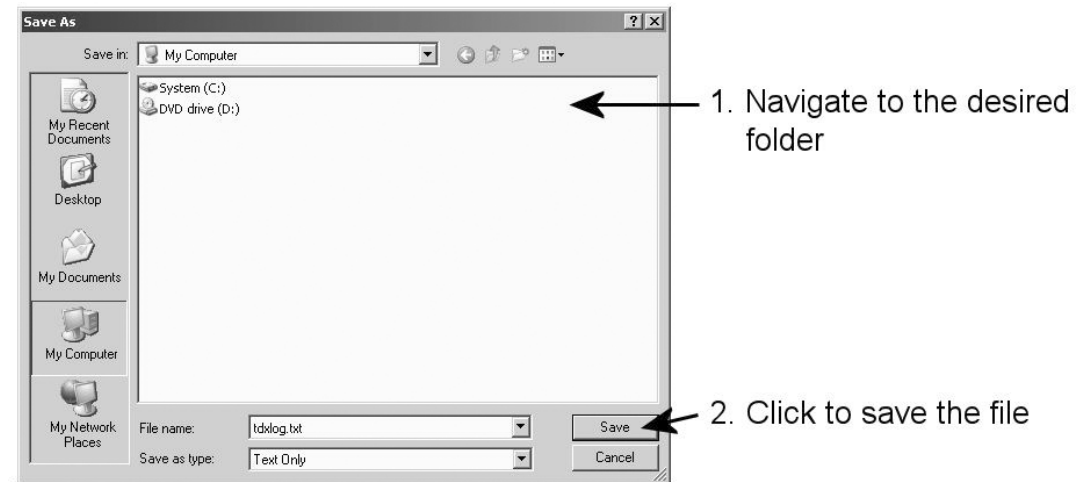 Save As
Save in:
My Computer
System (C:)
DVD drive (D:)
My Recent
Documents
Desktop
My Documents
My Computer
My Network
Places
File name:
tdxlog.txt
Save
Save as type:
Text Only
Cancel
1. Navigate to the desired
folder
2. Click to save the file